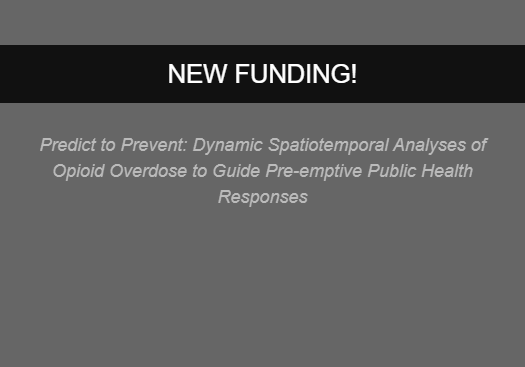 NEW FUNDING!
Predict to Prevent: Dynamic Spatiotemporal Analyses of
Opioid Overdose to Guide Pre-emptive Public Health
Responses